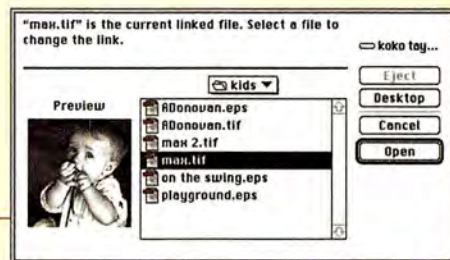 "max.tif" is the current linked file. Select a file to
change the link.
koko tay...
kids
Eject
Desktop
Cancel
Open
Preview
ADonovan.eps
ADonovan.tif
max 2.tif
max.tif
on the swing.eps
playground.eps